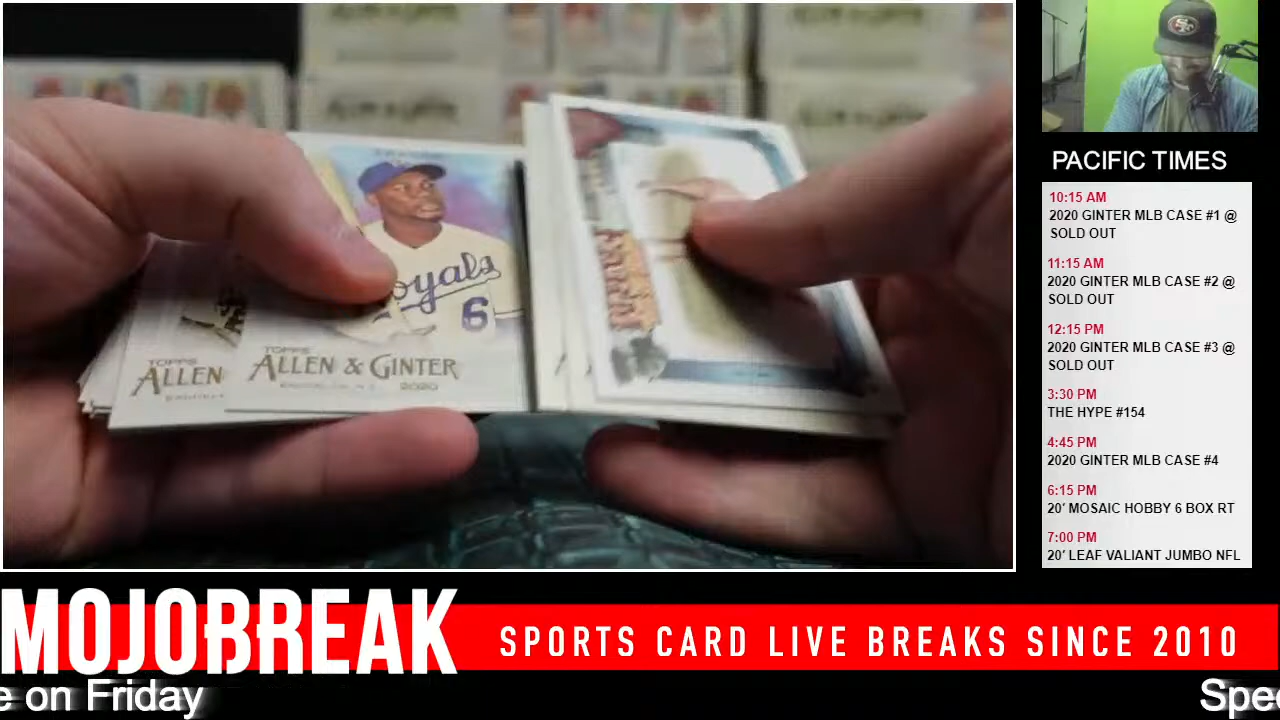 oyals
6
TOPPS
ALLEN & GINTER
2020
TOPPS
ALLEN
PACIFIC TIMES
10:15 AM
2020 GINTER MLB CASE #1 @
SOLD OUT
11:15 AM
2020 GINTER MLB CASE #2 @
SOLD OUT
12:15 PM
2020 GINTER MLB CASE #3 @
SOLD OUT
3:30 PM
THE HYPE #154
4:45 PM
2020 GINTER MLB CASE #4
6:15 PM
20' MOSAIC HOBBY 6 BOX RT
7:00 PM
20' LEAF VALIANT JUMBO NFL
MOJOBREAK
SPORTS CARD LIVE BREAKS SINCE 2010
e on Friday
Spec